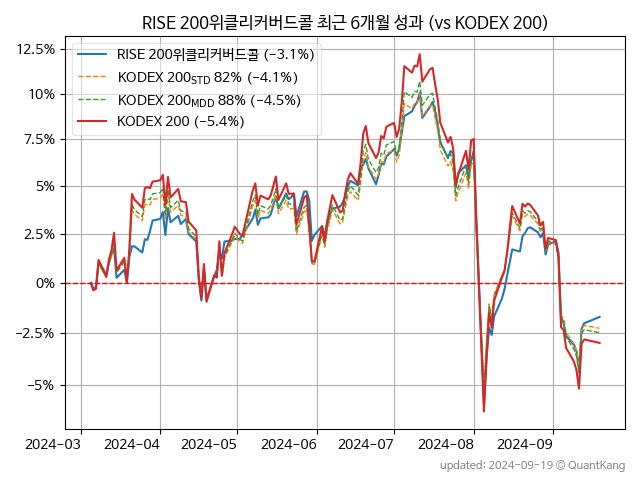 RISE 200위클리커버드콜 최근 6개월 성과 (vs KODEX 200)
RISE 200위클리커버드콜 (−3.1%)
KODEX 200STD 82% (−4.1%)
KODEX 200MDD 88% (−4.5%)
KODEX 200 (−5.4%)
12.5%
10%
7.5%
5%
2.5%
0%
−2.5%
−5%
2024-03 2024-04 2024-05 2024-06 2024-07 2024-08 2024-09
updated: 2024-09-19 @ QuantKang